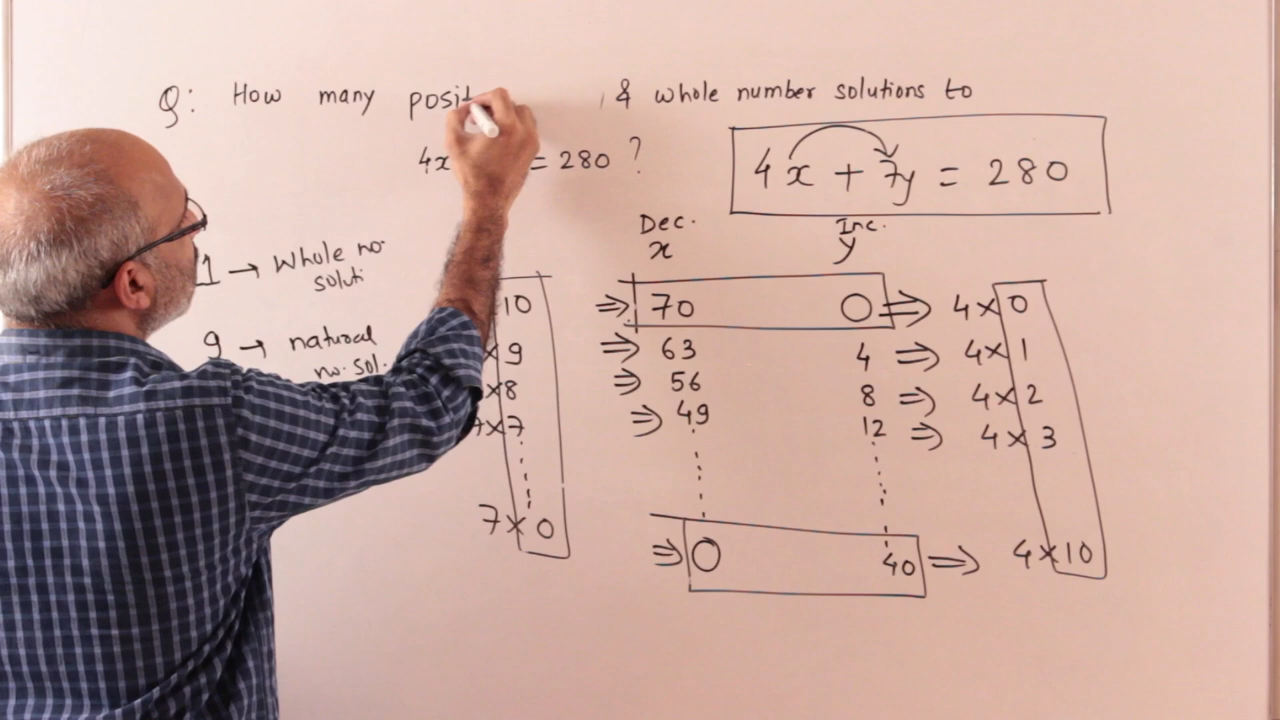 Q: How many posit , & whole number solutions to
4x = 280 ?
4x + 7y = 280
Dec. Inc.
x y
1 → Whole no.
soluti
9 → natural
no. sol.
10 ⇒ 70 0 ⇒ 4×0
×9 ⇒ 63 4 ⇒ 4×1
×8 ⇒ 56 8 ⇒ 4×2
7×7 ⇒ 49 12 ⇒ 4×3
7×0 ⇒ 0 40 ⇒ 4×10